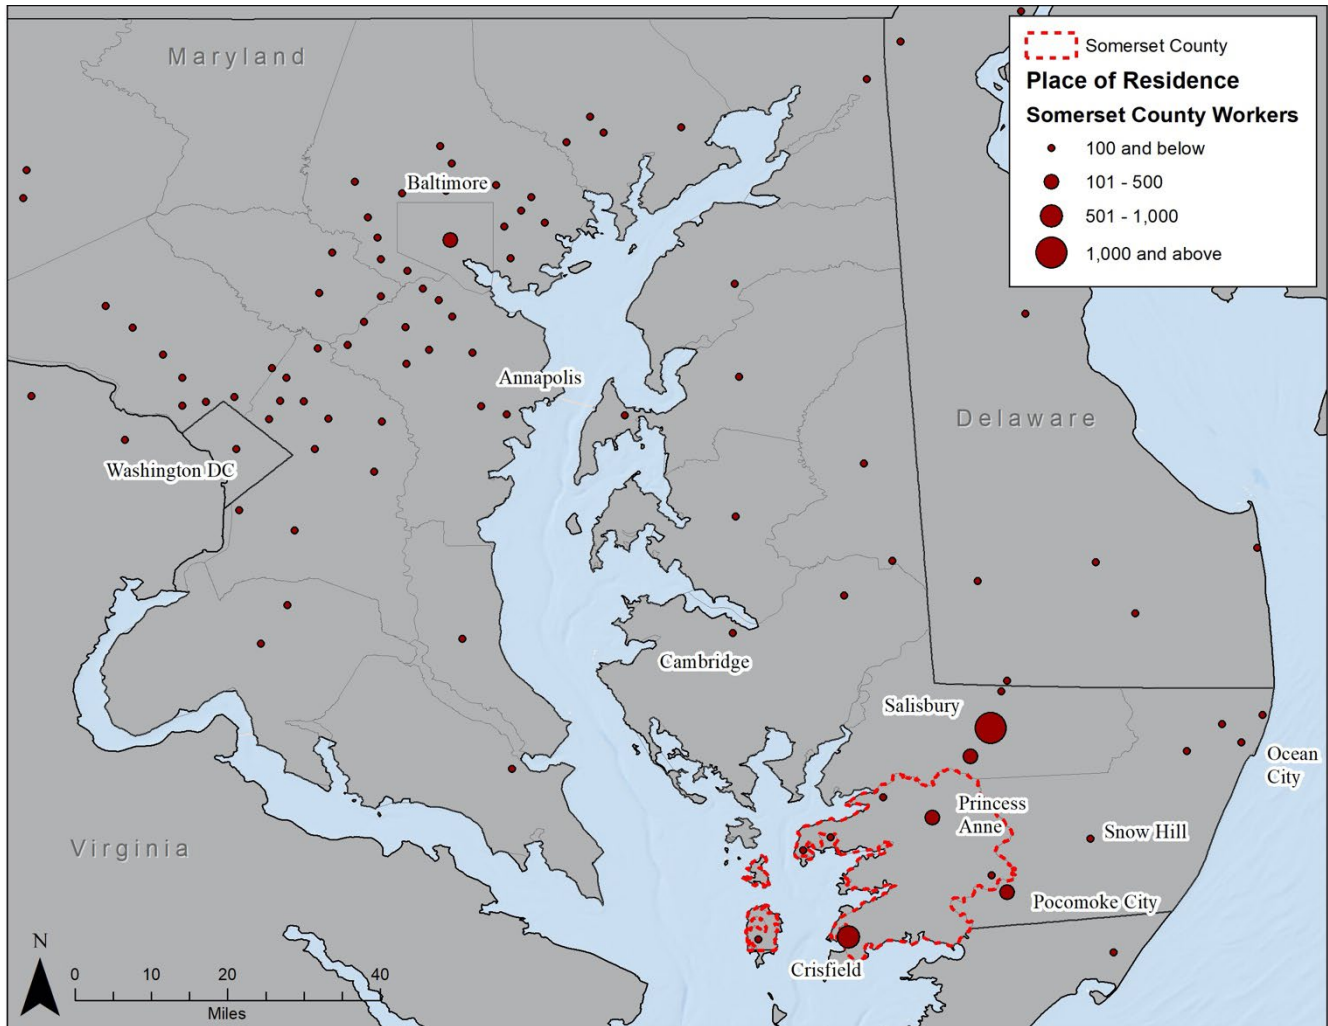 Maryland
Somerset County
Place of Residence
Somerset County Workers
100 and below
101 - 500
501 - 1,000
1,000 and above
Baltimore
Annapolis
Delaware
Washington DC
Cambridge
Salisbury
Ocean
City
Princess
Anne
Snow Hill
Virginia
Pocomoke City
Crisfield
N
0 10 20 40
Miles